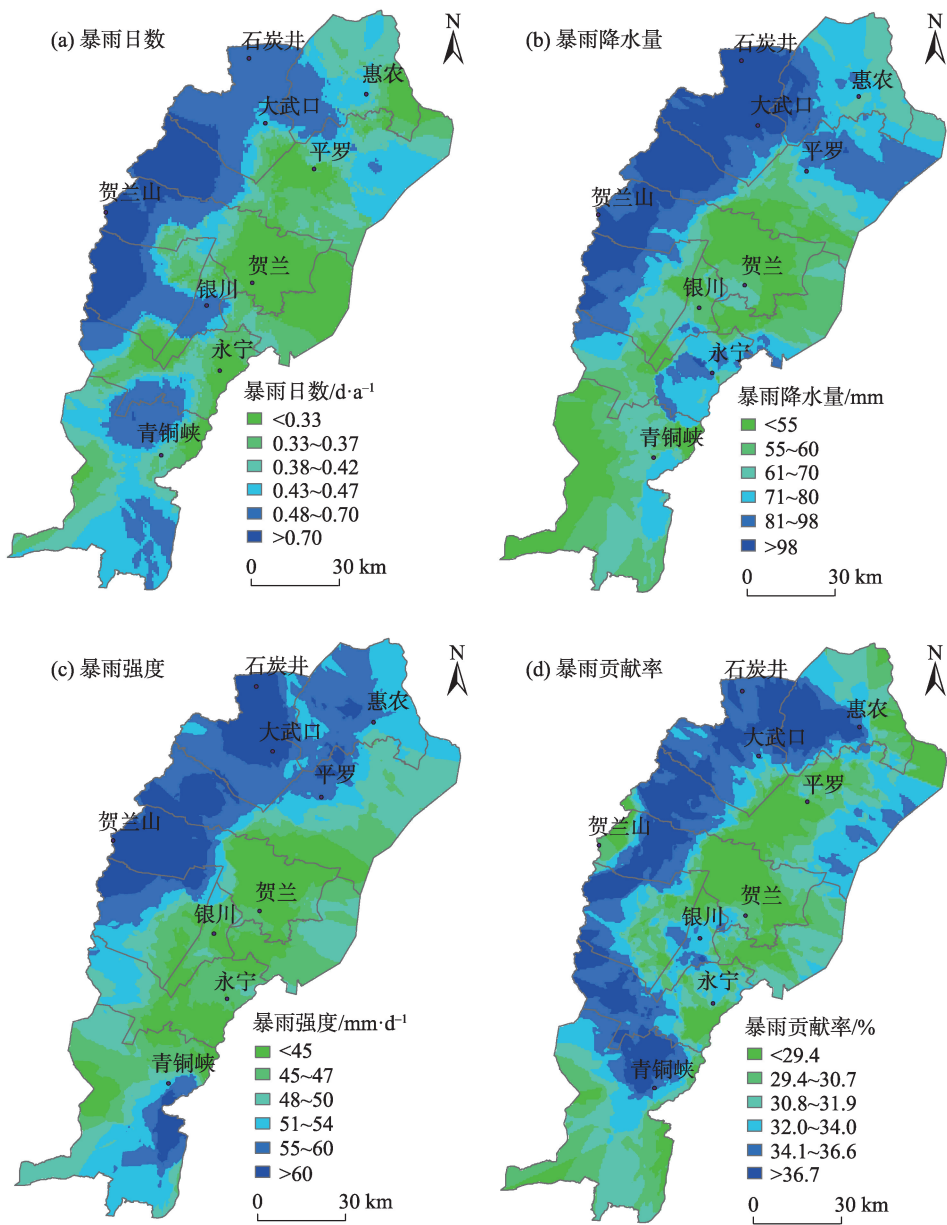 (a) 暴雨日数
N
石炭井
惠农
大武口
平罗
贺兰山
贺兰
银川
永宁
青铜峡
暴雨日数/d·a⁻¹
<0.33
0.33~0.37
0.38~0.42
0.43~0.47
0.48~0.70
>0.70
0 30 km
(b) 暴雨降水量
N
石炭井
惠农
大武口
平罗
贺兰山
贺兰
银川
永宁
青铜峡
暴雨降水量/mm
<55
55~60
61~70
71~80
81~98
>98
0 30 km
(c) 暴雨强度
N
石炭井
惠农
大武口
平罗
贺兰山
贺兰
银川
永宁
青铜峡
暴雨强度/mm·d⁻¹
<45
45~47
48~50
51~54
55~60
>60
0 30 km
(d) 暴雨贡献率
N
石炭井
惠农
大武口
平罗
贺兰山
贺兰
银川
永宁
青铜峡
暴雨贡献率/%
<29.4
29.4~30.7
30.8~31.9
32.0~34.0
34.1~36.6
>36.7
0 30 km